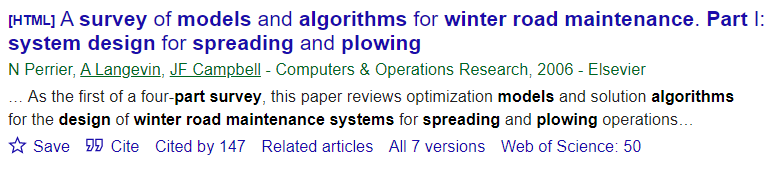 [HTML] A survey of models and algorithms for winter road maintenance. Part I:
system design for spreading and plowing
N Perrier, A Langevin, JF Campbell - Computers & Operations Research, 2006 - Elsevier
… As the first of a four-part survey, this paper reviews optimization models and solution algorithms
for the design of winter road maintenance systems for spreading and plowing operations…
Save Cite Cited by 147 Related articles All 7 versions Web of Science: 50